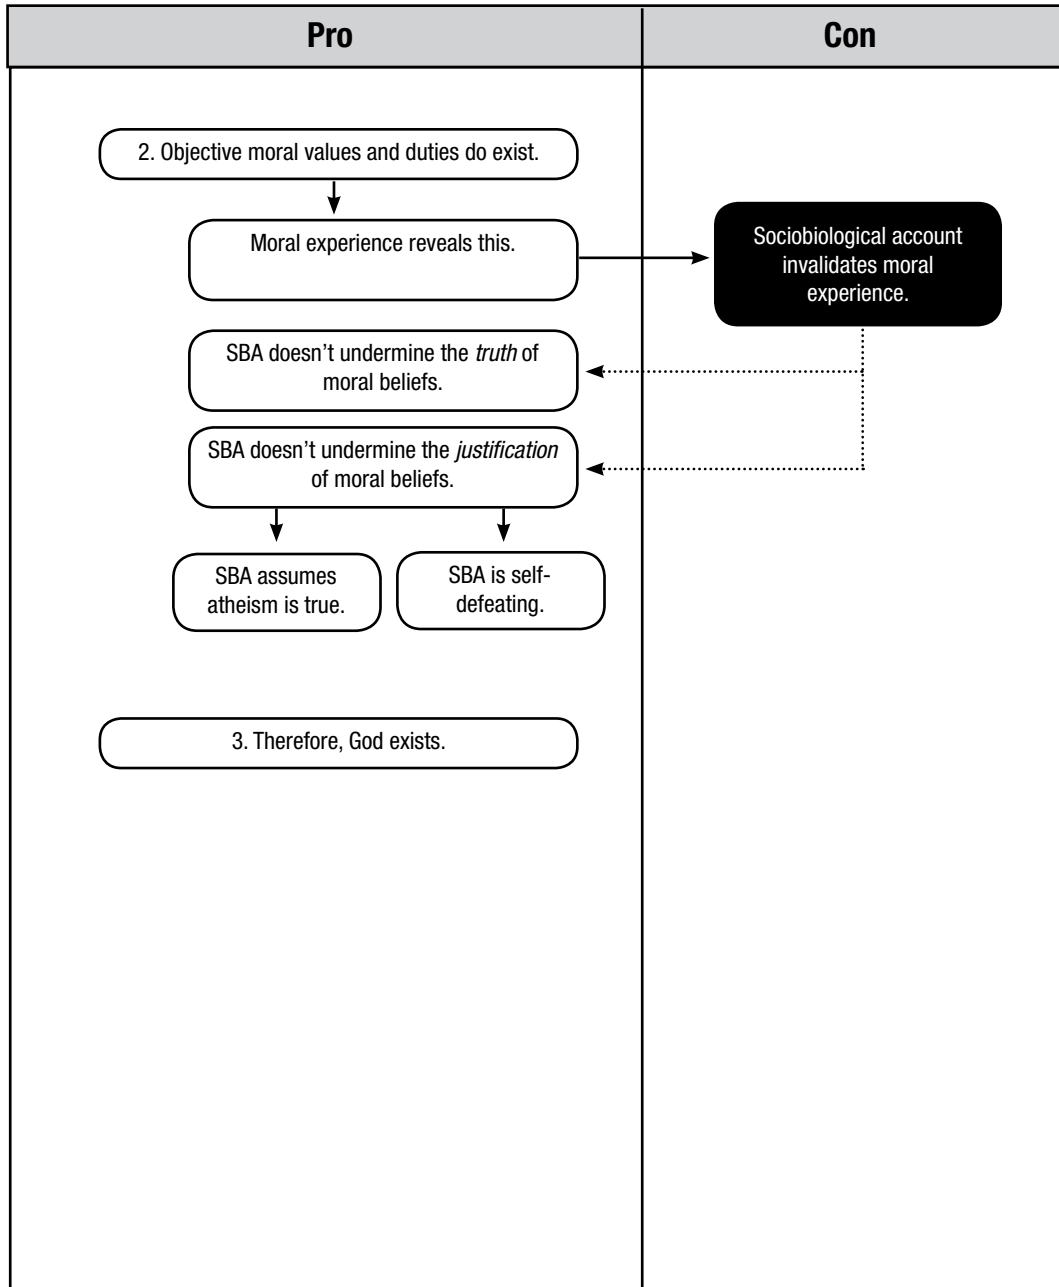 Pro
Con
2. Objective moral values and duties do exist.
Moral experience reveals this.
Sociobiological account
invalidates moral
experience.
SBA doesn't undermine the truth of
moral beliefs.
SBA doesn't undermine the justification
of moral beliefs.
SBA assumes
atheism is true.
SBA is self-
defeating.
3. Therefore, God exists.